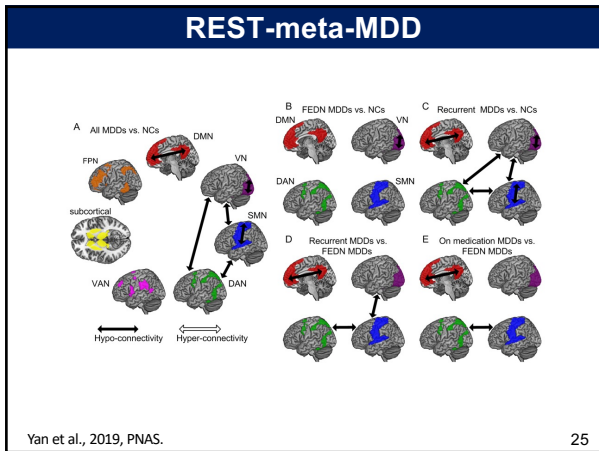 REST-meta-MDD
A
All MDDs vs. NCs
DMN
FPN
VN
subcortical
SMN
VAN
DAN
Hypo-connectivity
Hyper-connectivity
B
FEDN MDDs vs. NCs
DMN
VN
DAN
SMN
C
Recurrent MDDs vs. NCs
D
Recurrent MDDs vs.
FEDN MDDs
E
On medication MDDs vs.
FEDN MDDs
Yan et al., 2019, PNAS.
25